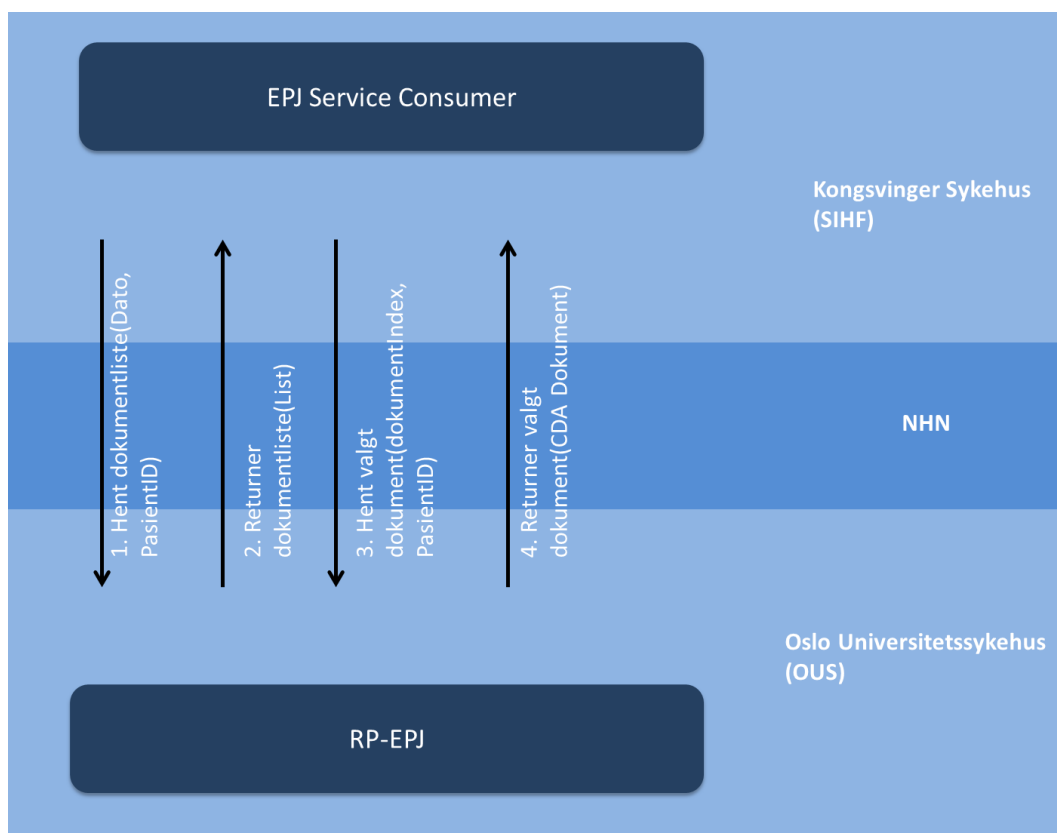 EPJ Service Consumer
Kongsvinger Sykehus
(SIHF)
1. Hent dokumentliste(Dato,
PasientID)
2. Returner
dokumentliste(List)
3. Hent valgt
dokument(dokumentIndex,
PasientID)
4. Returner valgt
dokument(CDA Dokument)
NHN
Oslo Universitetssykehus
(OUS)
RP-EPJ